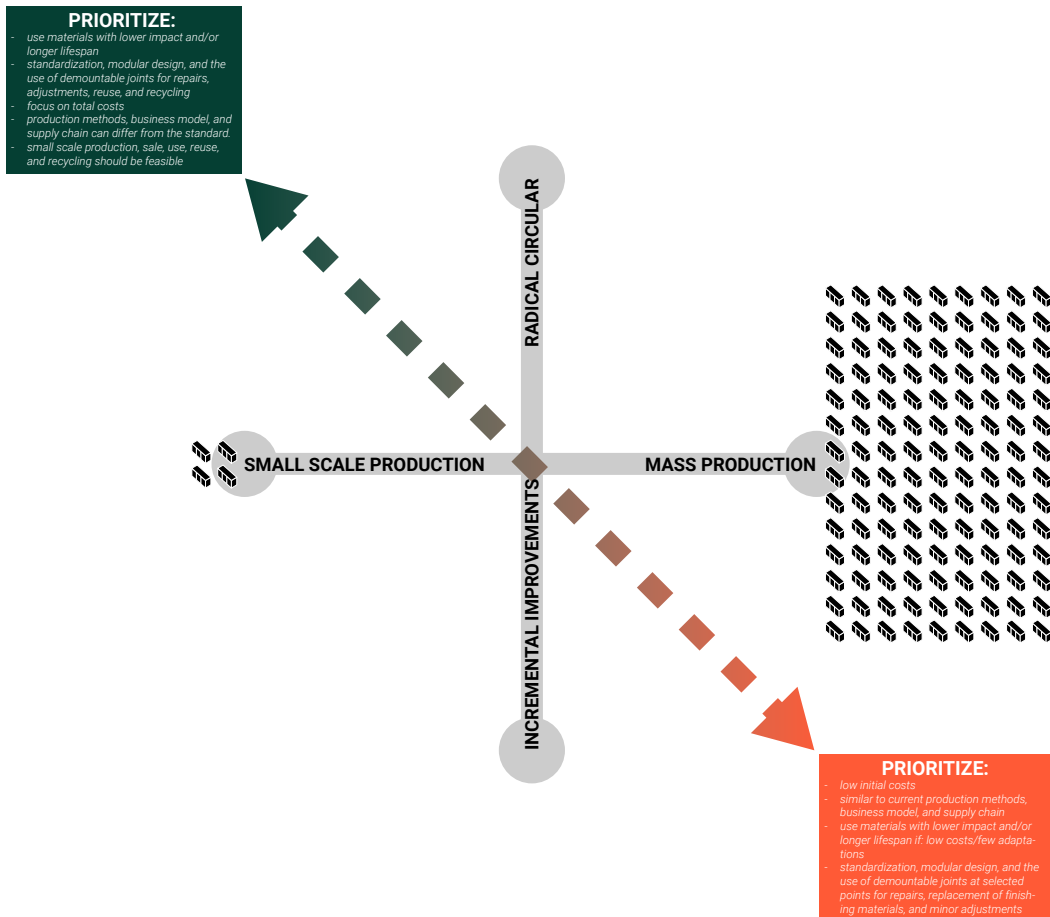 PRIORITIZE:
- use materials with lower impact and/or
longer lifespan
- standardization, modular design, and the
use of demountable joints for repairs,
adjustments, reuse, and recycling
- focus on total costs
- production methods, business model, and
supply chain can differ from the standard.
- small scale production, sale, use, reuse,
and recycling should be feasible
RADICAL CIRCULAR
SMALL SCALE PRODUCTION
MASS PRODUCTION
INCREMENTAL IMPROVEMENTS
PRIORITIZE:
- low initial costs
- similar to current production methods,
business model, and supply chain
- use materials with lower impact and/or
longer lifespan if: low costs/few adapta-
tions
- standardization, modular design, and the
use of demountable joints at selected
points for repairs, replacement of finish-
ing materials, and minor adjustments